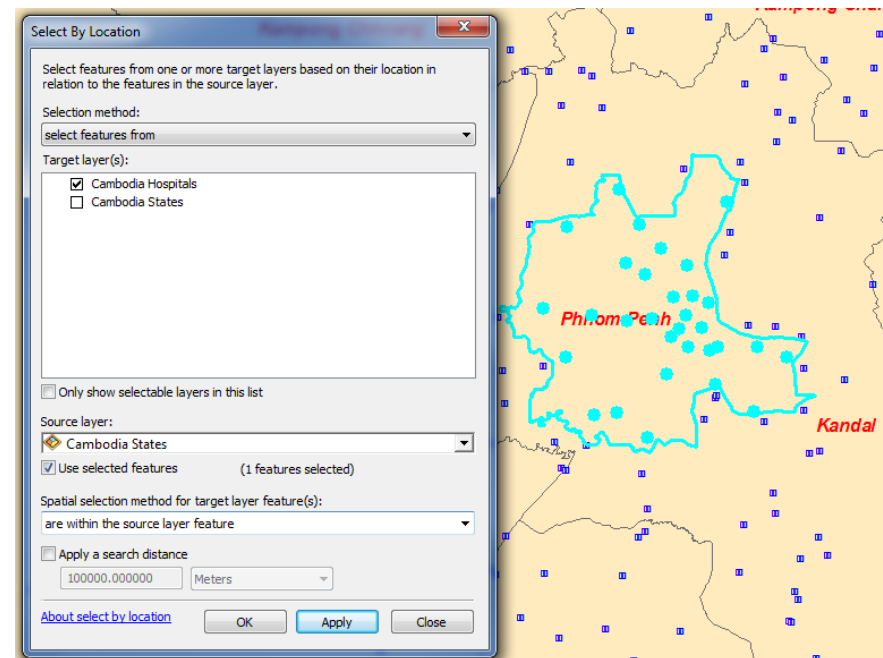 Select By Location
Select features from one or more target layers based on their location in
relation to the features in the source layer.
Selection method:
select features from
Target layer(s):
Cambodia Hospitals
Cambodia States
Only show selectable layers in this list
Source layer:
Cambodia States
Use selected features (1 features selected)
Spatial selection method for target layer feature(s):
are within the source layer feature
Apply a search distance
100000.000000 Meters
About select by location OK Apply Close
Phnom Penh
Kandal